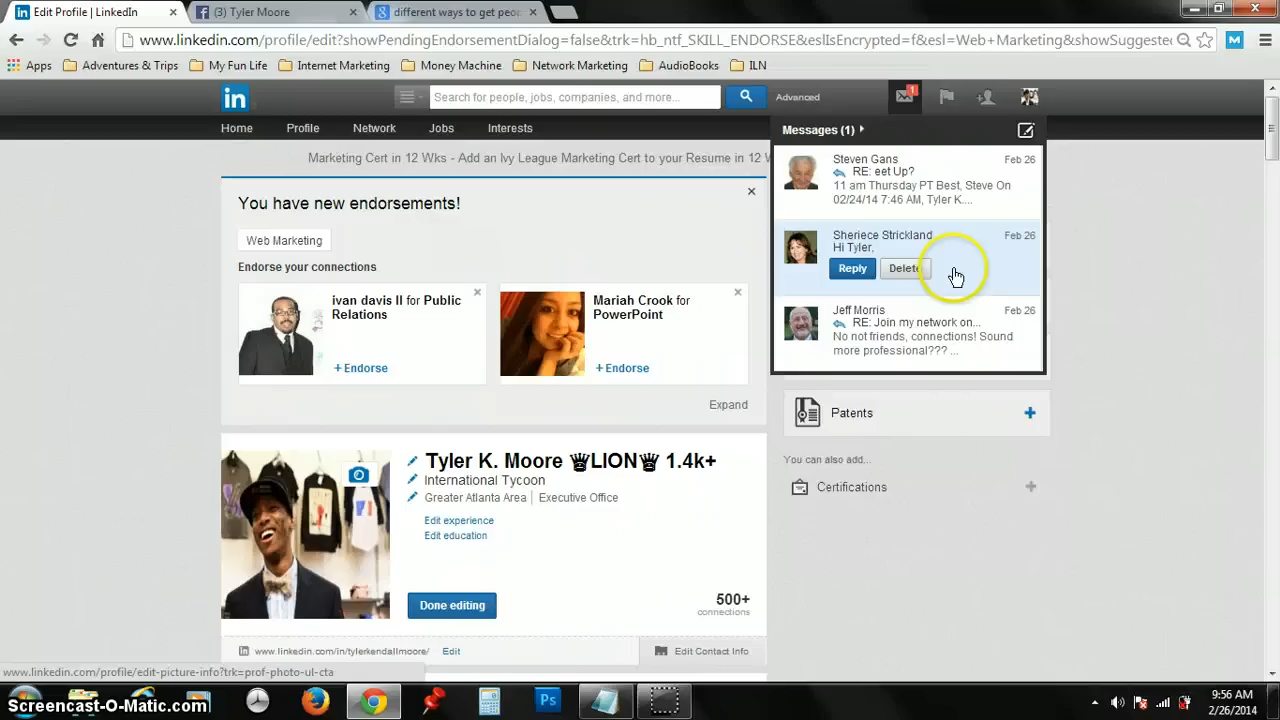 Edit Profile | LinkedIn
(3) Tyler Moore
different ways to get peop
www.linkedin.com/profile/edit?showPendingEndorsementDialog=false&trk=hb_ntf_SKILL_ENDORSE&eslIsEncrypted=f&esl=Web+Marketing&showSuggested
M
Apps
Adventures & Trips
My Fun Life
Internet Marketing
Money Machine
Network Marketing
AudioBooks
ILN
in
Search for people, jobs, companies, and more...
Advanced
1
Home
Profile
Network
Jobs
Interests
Messages (1)
Marketing Cert in 12 Wks - Add an Ivy League Marketing Cert to your Resume in 12 W
Steven Gans
Feb 26
RE: eet Up?
11 am Thursday PT Best, Steve On
02/24/14 7:46 AM, Tyler K....
You have new endorsements!
Web Marketing
Sheriece Strickland
Feb 26
Hi Tyler,
Reply
Delete
Endorse your connections
ivan davis II for Public
Relations
+ Endorse
Mariah Crook for
PowerPoint
+ Endorse
Jeff Morris
Feb 26
RE: Join my network on...
No not friends, connections! Sound
more professional??? ...
Expand
Patents
You can also add...
Certifications
Tyler K. Moore ♛LION♛ 1.4k+
International Tycoon
Greater Atlanta Area
Executive Office
Edit experience
Edit education
Done editing
500+
connections
in
www.linkedin.com/in/tylerkendallmoore/
Edit
Edit Contact Info
www.linkedin.com/profile/edit-picture-info?trk=prof-photo-ul-cta
Screencast-O-Matic.com
Ps
9:56 AM
2/26/2014